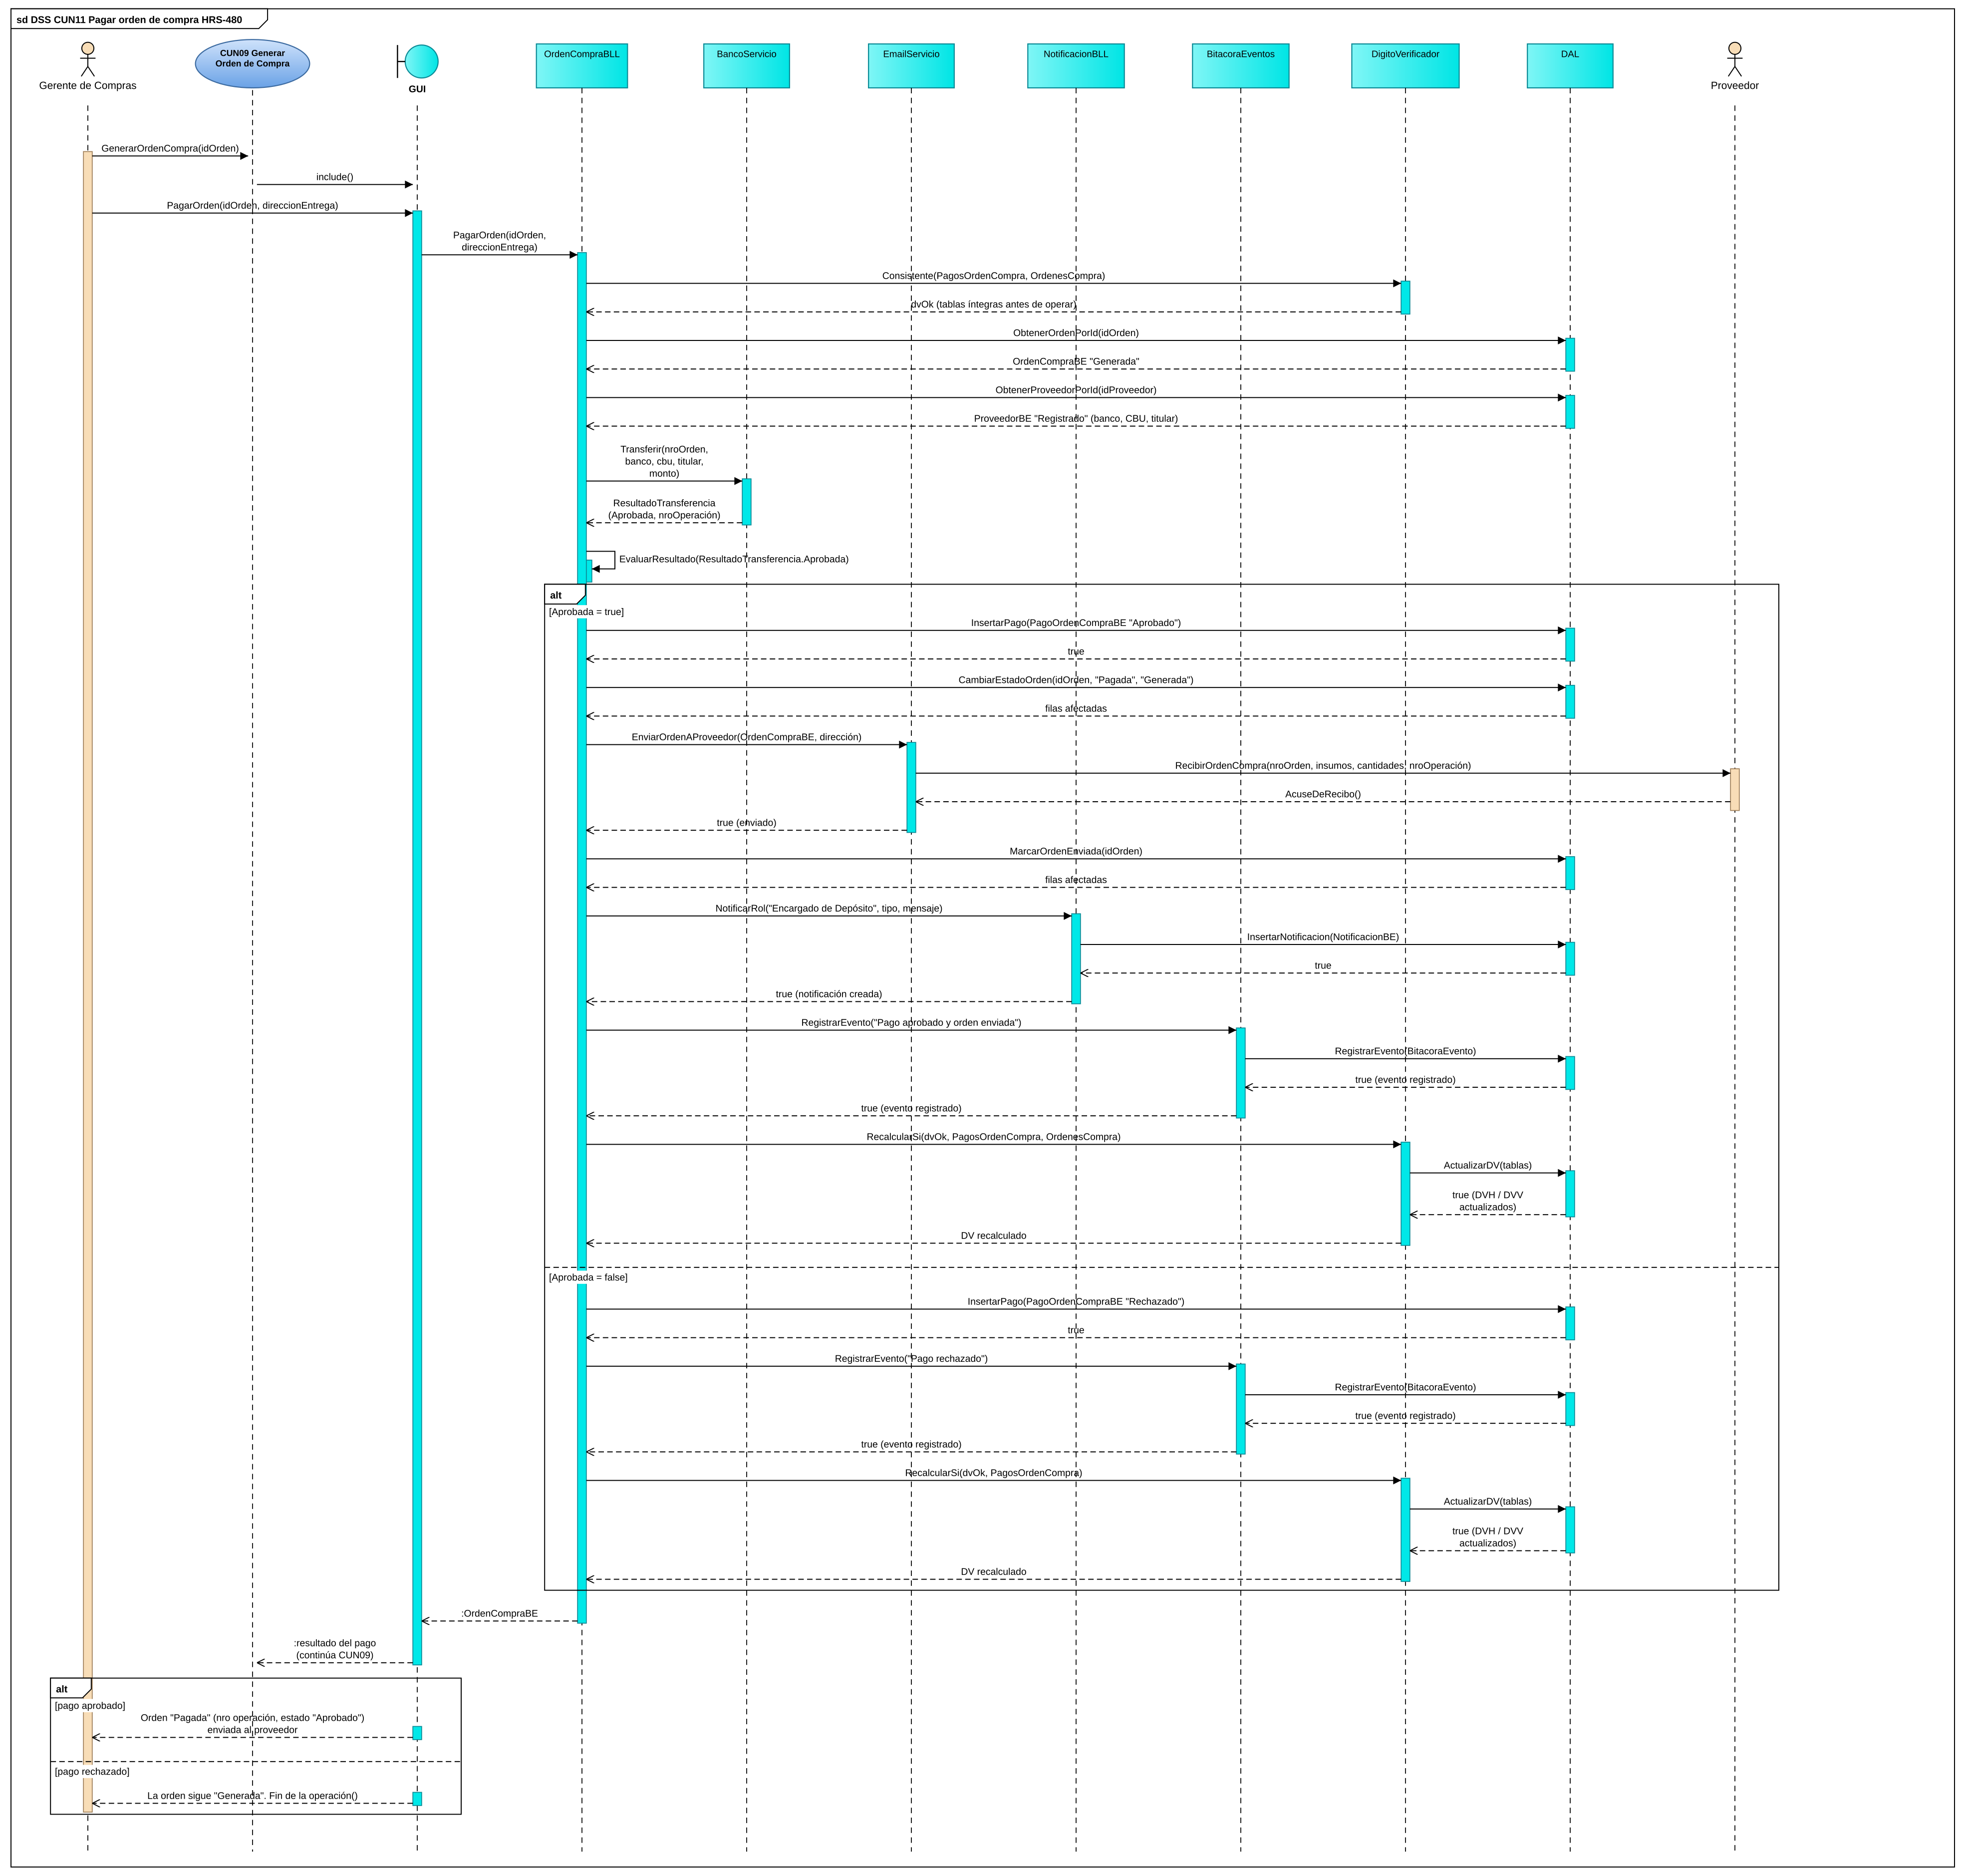 sd DSS CUN11 Pagar orden de compra HRS-480
Gerente de Compras
CUN09 Generar
Orden de Compra
GUI
OrdenCompraBLL
BancoServicio
EmailServicio
NotificacionBLL
BitacoraEventos
DigitoVerificador
DAL
Proveedor
GenerarOrdenCompra(idOrden)
include()
PagarOrden(idOrden, direccionEntrega)
PagarOrden(idOrden,
direccionEntrega)
Consistente(PagosOrdenCompra, OrdenesCompra)
dvOk (tablas íntegras antes de operar)
ObtenerOrdenPorId(idOrden)
OrdenCompraBE "Generada"
ObtenerProveedorPorId(idProveedor)
ProveedorBE "Registrado" (banco, CBU, titular)
Transferir(nroOrden,
banco, cbu, titular,
monto)
ResultadoTransferencia
(Aprobada, nroOperación)
EvaluarResultado(ResultadoTransferencia.Aprobada)
alt
[Aprobada = true]
InsertarPago(PagoOrdenCompraBE "Aprobado")
true
CambiarEstadoOrden(idOrden, "Pagada", "Generada")
filas afectadas
EnviarOrdenAProveedor(OrdenCompraBE, dirección)
RecibirOrdenCompra(nroOrden, insumos, cantidades, nroOperación)
AcuseDeRecibo()
true (enviado)
MarcarOrdenEnviada(idOrden)
filas afectadas
NotificarRol("Encargado de Depósito", tipo, mensaje)
InsertarNotificacion(NotificacionBE)
true
true (notificación creada)
RegistrarEvento("Pago aprobado y orden enviada")
RegistrarEvento(BitacoraEvento)
true (evento registrado)
true (evento registrado)
RecalcularSi(dvOk, PagosOrdenCompra, OrdenesCompra)
ActualizarDV(tablas)
true (DVH / DVV
actualizados)
DV recalculado
[Aprobada = false]
InsertarPago(PagoOrdenCompraBE "Rechazado")
true
RegistrarEvento("Pago rechazado")
RegistrarEvento(BitacoraEvento)
true (evento registrado)
true (evento registrado)
RecalcularSi(dvOk, PagosOrdenCompra)
ActualizarDV(tablas)
true (DVH / DVV
actualizados)
DV recalculado
:OrdenCompraBE
:resultado del pago
(continúa CUN09)
alt
[pago aprobado]
Orden "Pagada" (nro operación, estado "Aprobado")
enviada al proveedor
[pago rechazado]
La orden sigue "Generada". Fin de la operación()